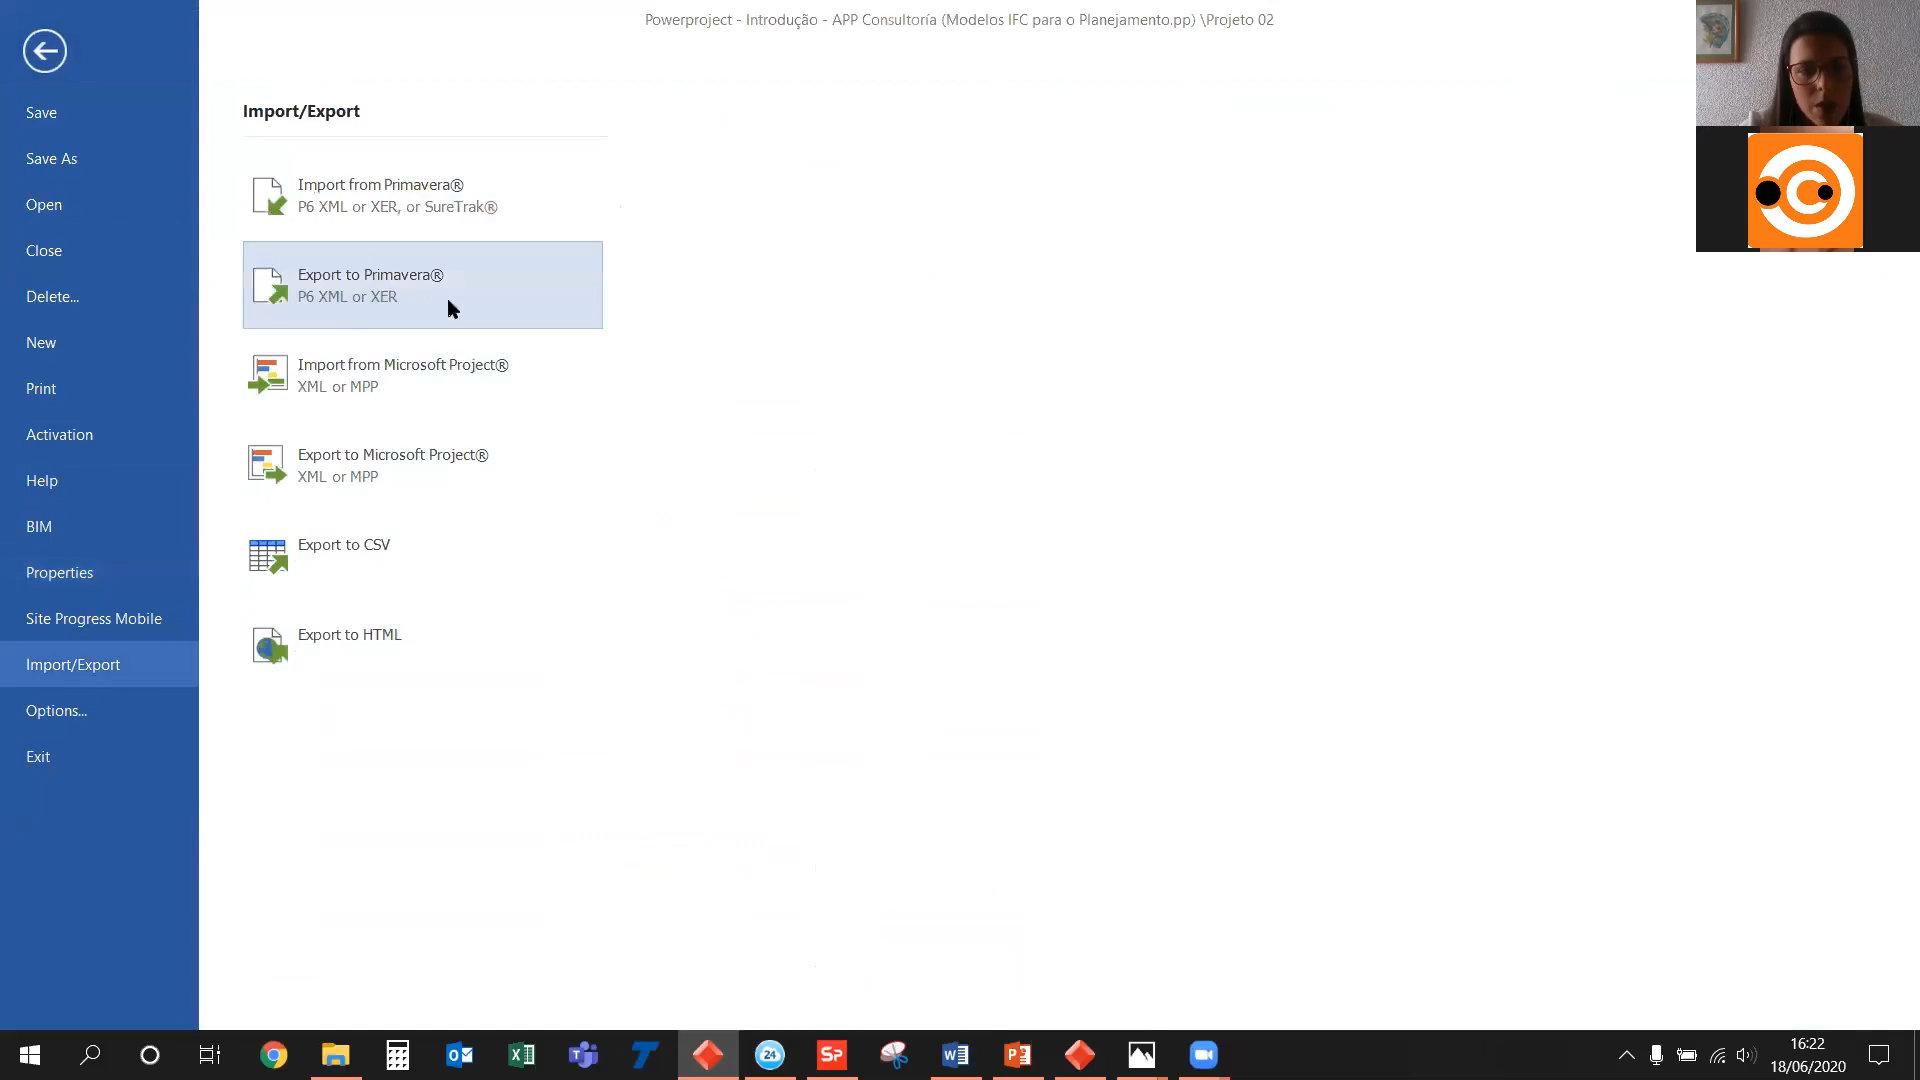 Powerproject - Introdução - APP Consultoría (Modelos IFC para o Planejamento.pp) \Projeto 02
Save
Save As
Open
Close
Delete...
New
Print
Activation
Help
BIM
Properties
Site Progress Mobile
Import/Export
Options...
Exit
Import/Export
Import from Primavera®
P6 XML or XER, or SureTrak®
Export to Primavera®
P6 XML or XER
Import from Microsoft Project®
XML or MPP
Export to Microsoft Project®
XML or MPP
Export to CSV
Export to HTML
24
SP
16:22
18/06/2020